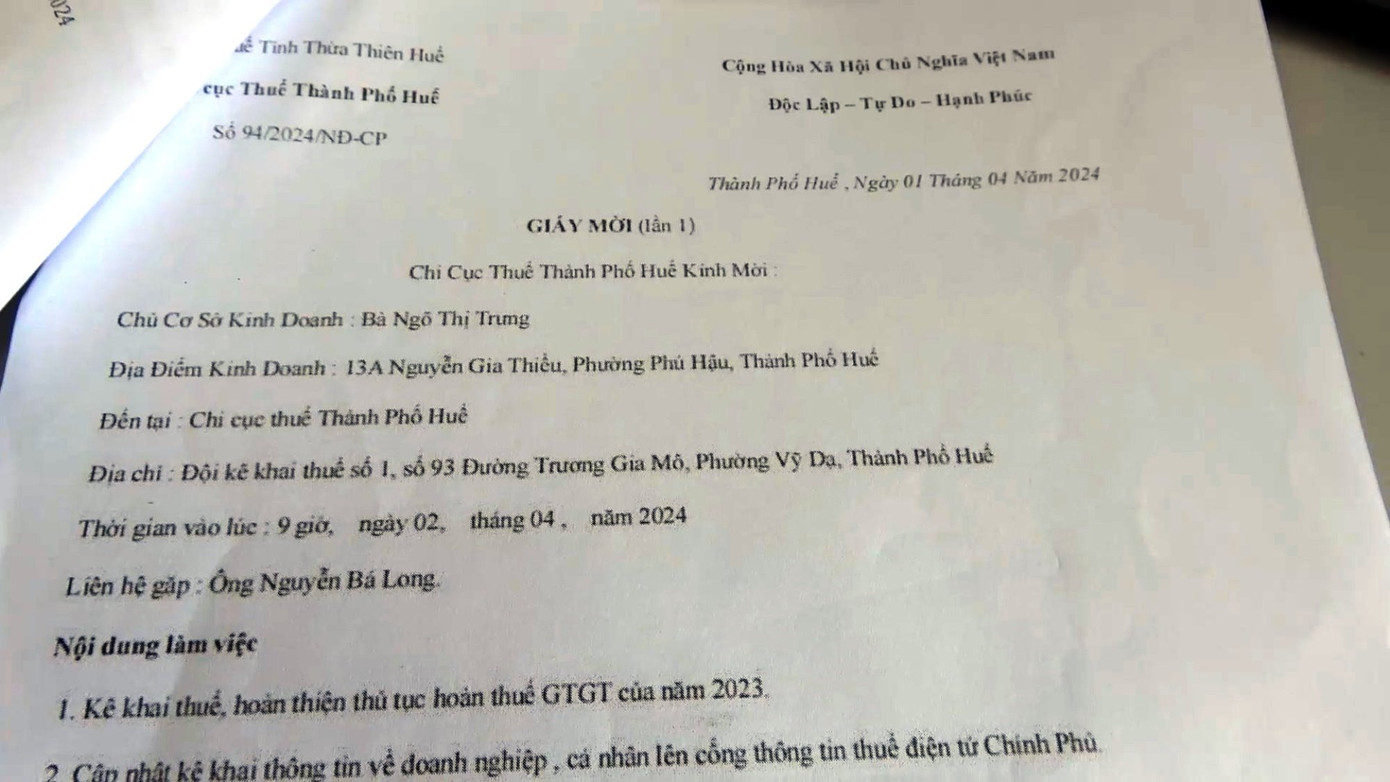 024
uế Tỉnh Thừa Thiên Huế
cục Thuế Thành Phố Huế
Số 94/2024/NĐ-CP
Cộng Hòa Xã Hội Chủ Nghĩa Việt Nam
Độc Lập – Tự Do – Hạnh Phúc
Thành Phố Huế , Ngày 01 Tháng 04 Năm 2024
GIẤY MỜI (lần 1)
Chi Cục Thuế Thành Phố Huế Kính Mời :
Chủ Cơ Sở Kinh Doanh : Bà Ngô Thị Trưng
Địa Điểm Kinh Doanh : 13A Nguyễn Gia Thiều, Phường Phú Hậu, Thành Phố Huế
Đến tại : Chi cục thuế Thành Phố Huế
Địa chỉ : Đội kê khai thuế số 1, số 93 Đường Trương Gia Mô, Phường Vỹ Dạ, Thành Phố Huế
Thời gian vào lúc : 9 giờ, ngày 02, tháng 04 , năm 2024
Liên hệ gặp : Ông Nguyễn Bá Long.
Nội dung làm việc
1. Kê khai thuế, hoàn thiện thủ tục hoàn thuế GTGT của năm 2023.
2. Cập nhật kê khai thông tin về doanh nghiệp , cá nhân lên cổng thông tin thuế điện tử Chính Phủ.